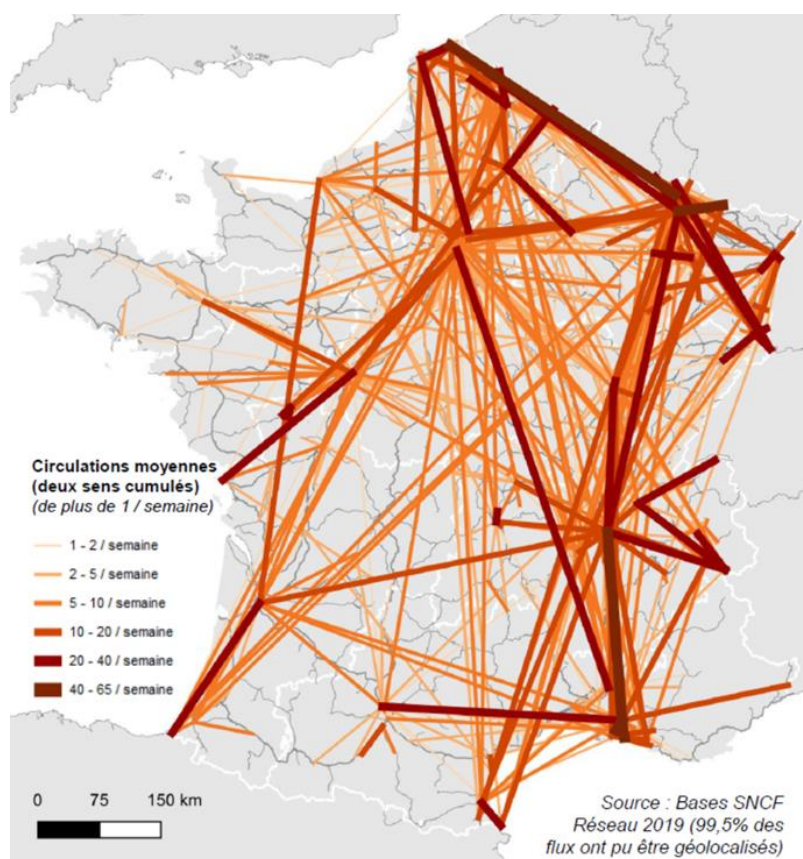 Circulations moyennes
(deux sens cumulés)
(de plus de 1 / semaine)
1 - 2 / semaine
2 - 5 / semaine
5 - 10 / semaine
10 - 20 / semaine
20 - 40 / semaine
40 - 65 / semaine
0 75 150 km
Source : Bases SNCF
Réseau 2019 (99,5% des
flux ont pu être géolocalisés)